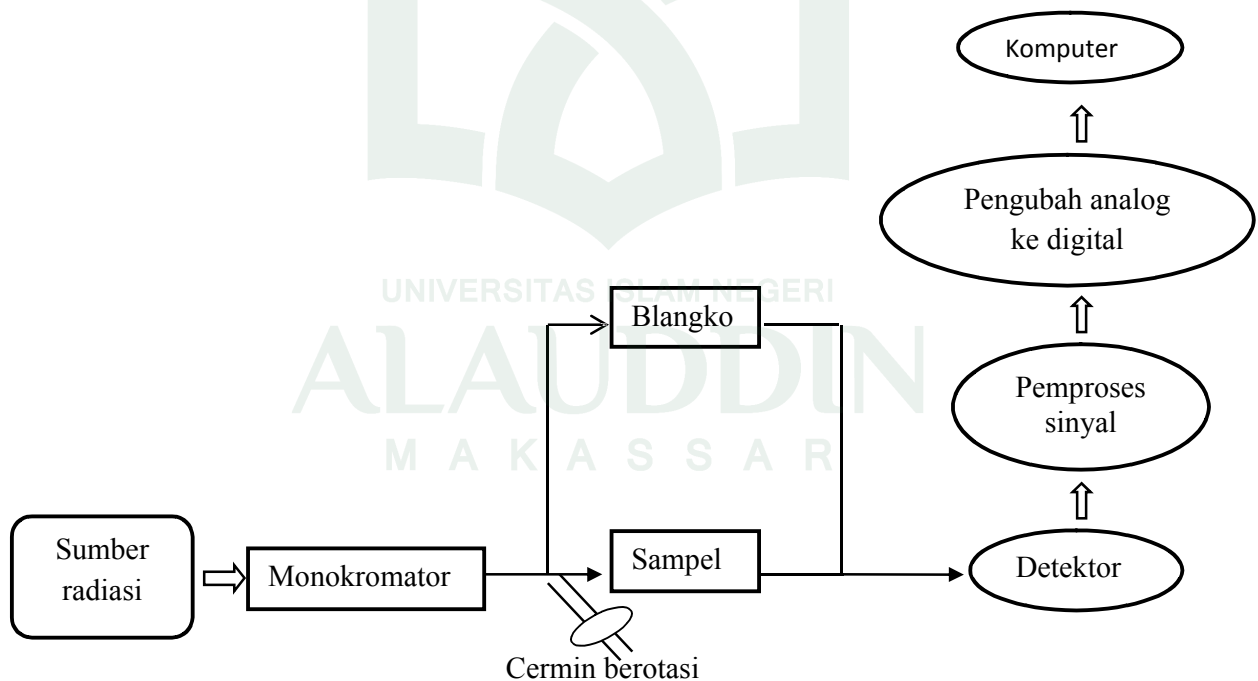 Komputer
Pengubah analog
ke digital
UNIVERSITAS ISLAM NEGERI
Blangko
ALAUDDIN
Pemproses
sinyal
MAKASSAR
Sumber
radiasi
Monokromator
Sampel
Detektor
Cermin berotasi